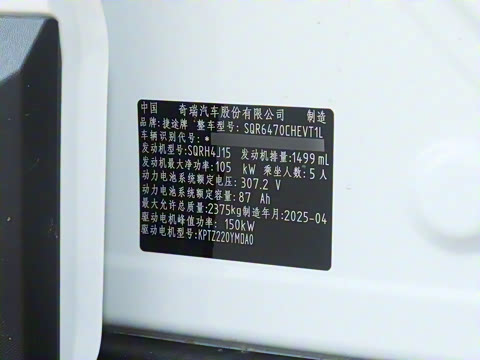 中国 奇瑞汽车股份有限公司 制造
品牌:捷途牌 整车型号:SQR6470CHEVT1L
车辆识别代号:*
发动机型号:SQRH4J15 发动机排量:1499 mL
发动机最大净功率:105 kW 乘坐人数:5 人
动力电池系统额定电压:307.2 V
动力电池系统额定容量:87 Ah
最大允许总质量:2375kg制造年月:2025-04
驱动电机峰值功率: 150kW
驱动电机型号:KPTZ220YMDA0